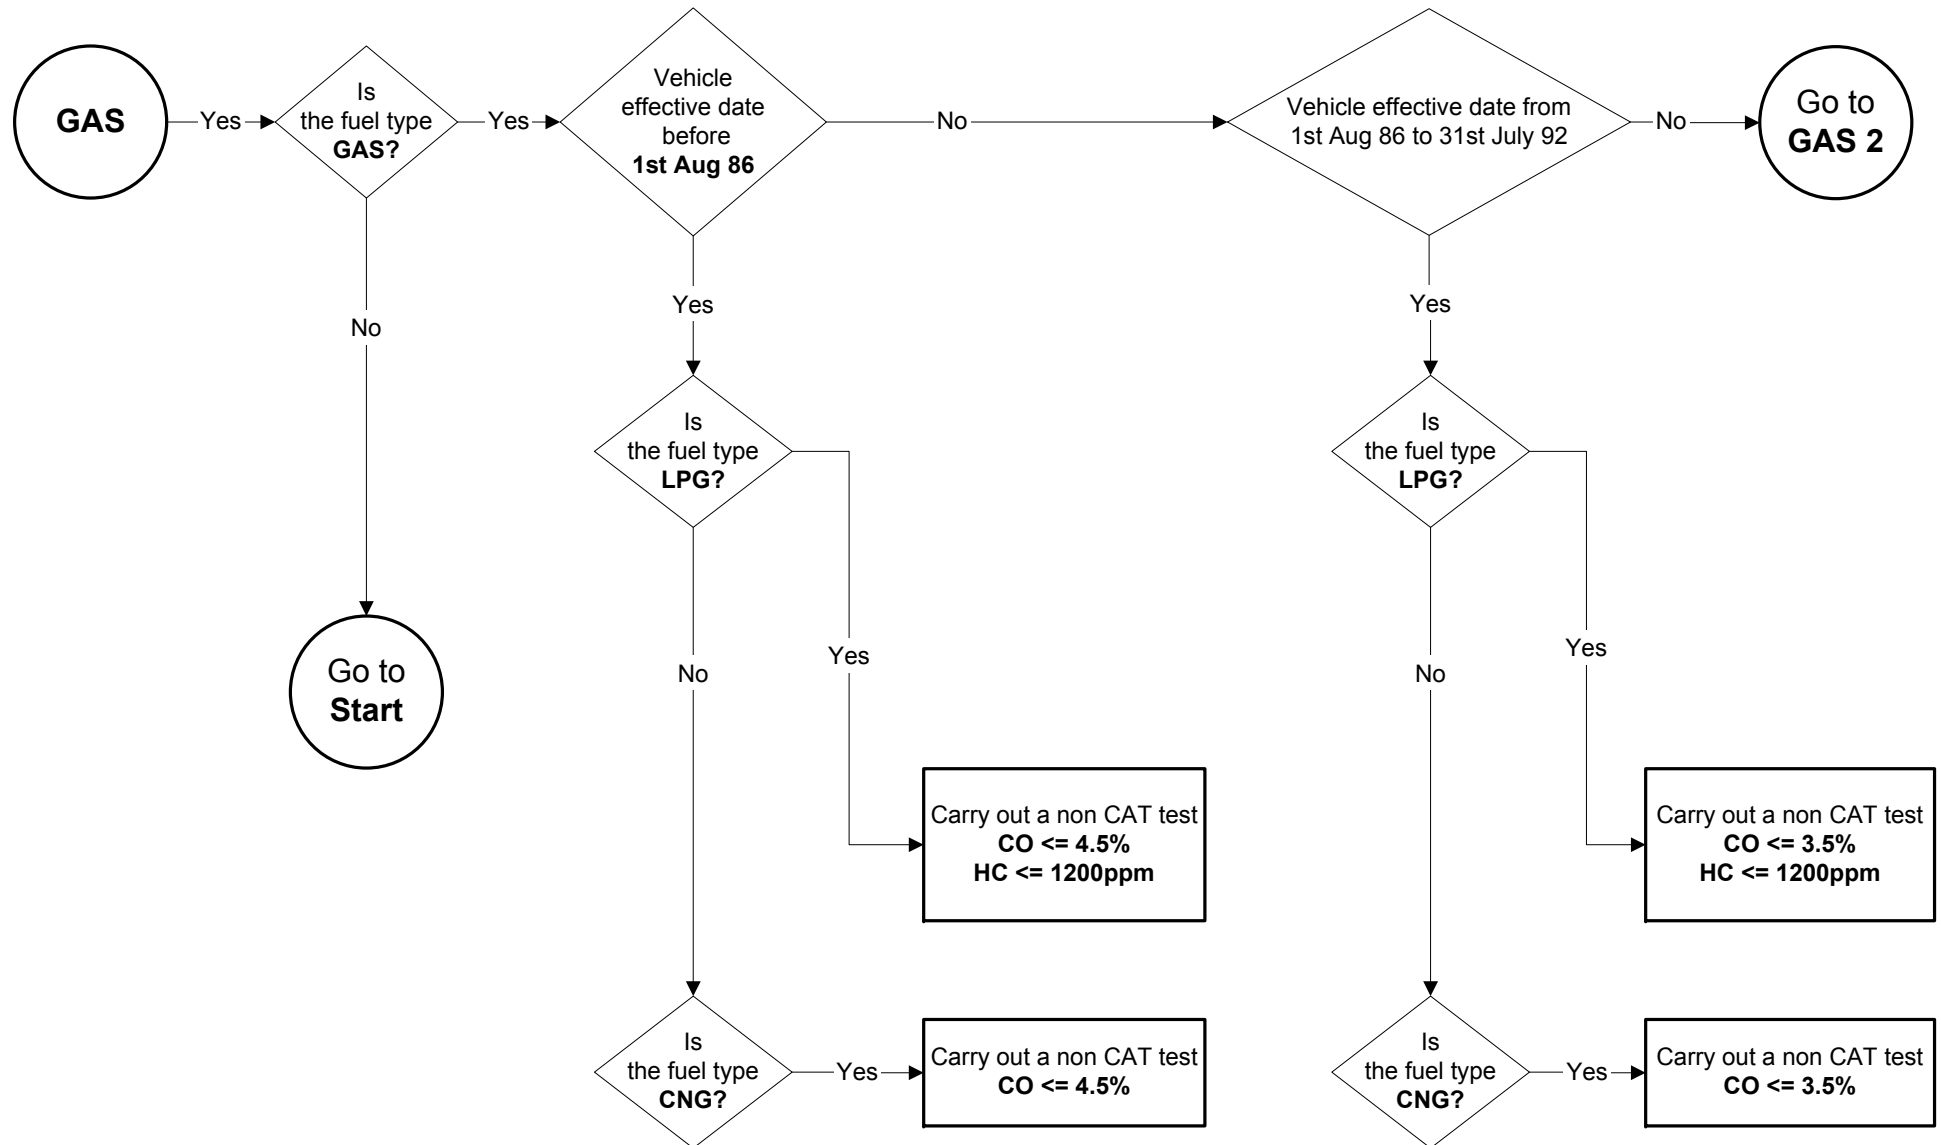 GAS
Yes
Is
the fuel type
GAS?
Yes
Vehicle
effective date
before
1st Aug 86
No
Vehicle effective date from
1st Aug 86 to 31st July 92
No
Go to
GAS 2
No
Go to
Start
Yes
Is
the fuel type
LPG?
Yes
No
Carry out a non CAT test
CO <= 4.5%
HC <= 1200ppm
Is
the fuel type
CNG?
Yes
Carry out a non CAT test
CO <= 4.5%
Yes
Is
the fuel type
LPG?
Yes
No
Carry out a non CAT test
CO <= 3.5%
HC <= 1200ppm
Is
the fuel type
CNG?
Yes
Carry out a non CAT test
CO <= 3.5%